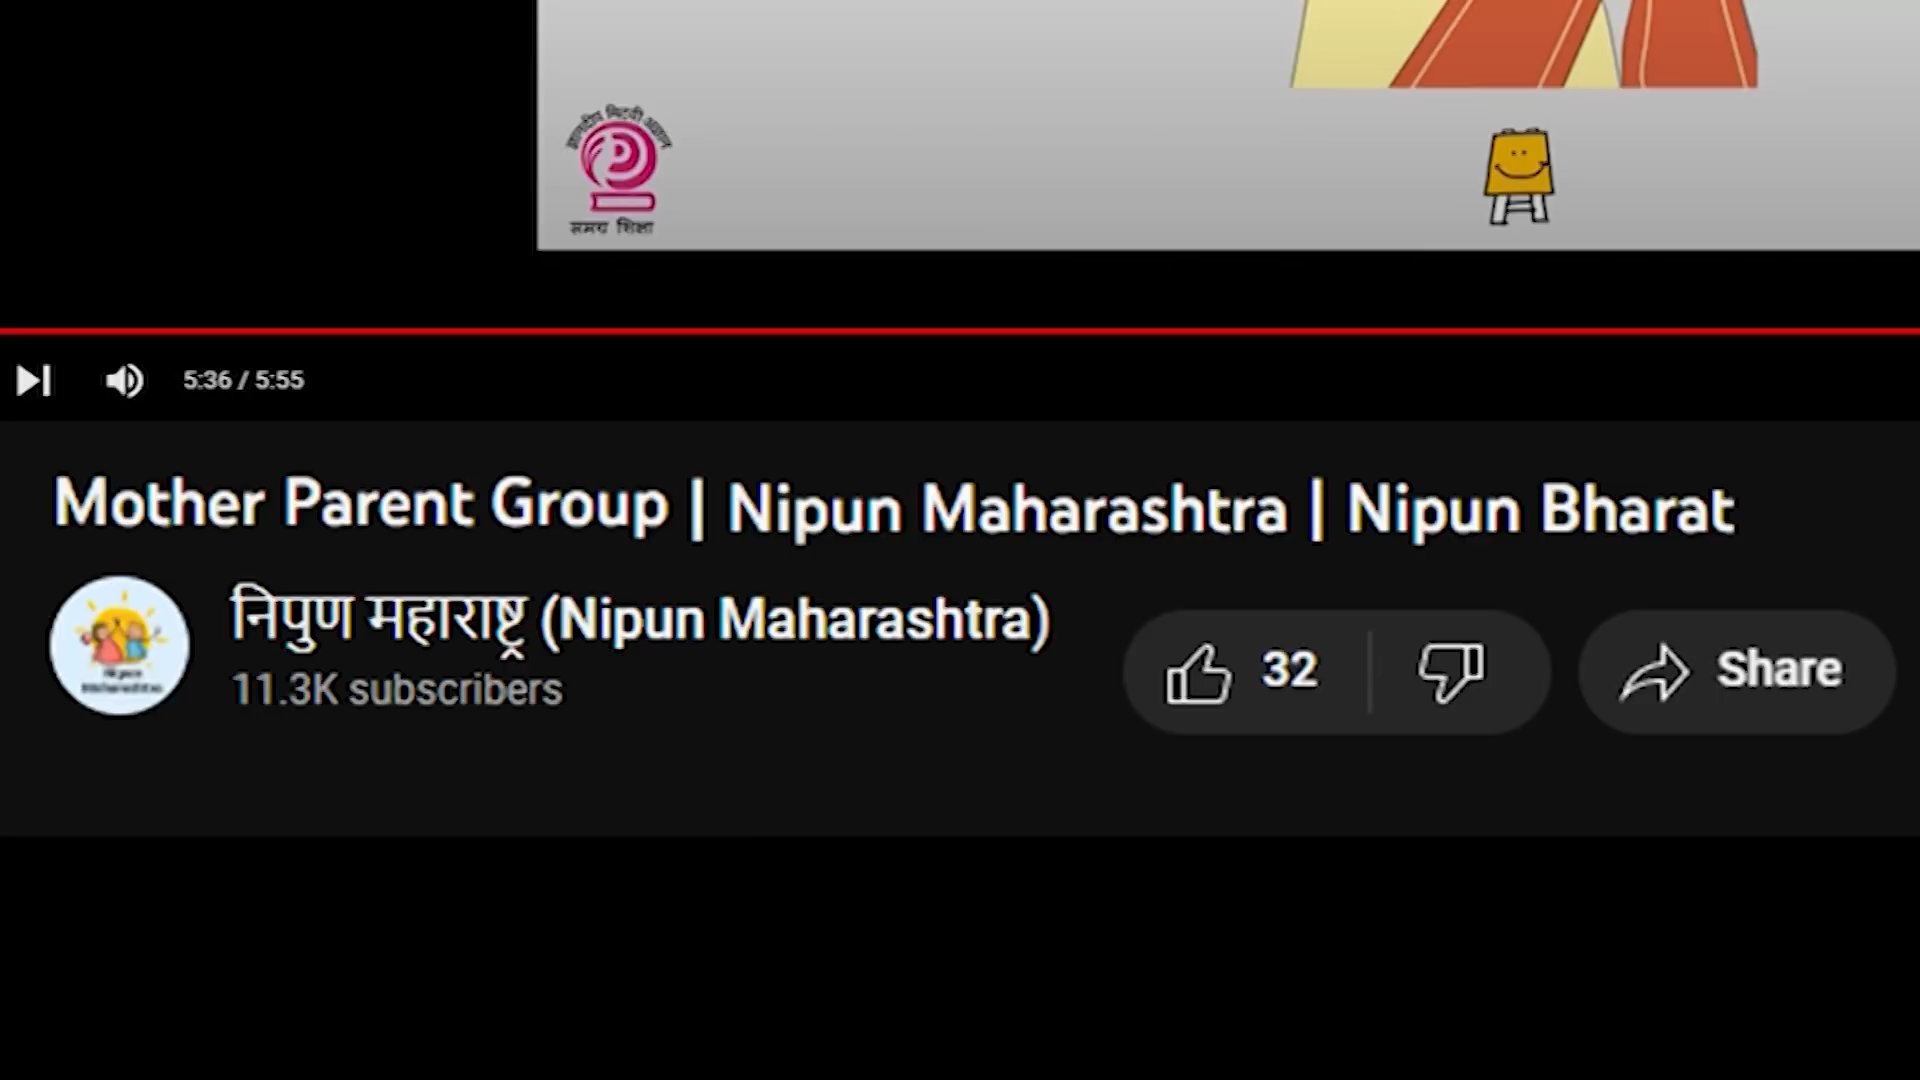 समग्र शिक्षा
5:36 / 5:55
Mother Parent Group | Nipun Maharashtra | Nipun Bharat
निपुण महाराष्ट्र (Nipun Maharashtra)
11.3K subscribers
32
Share